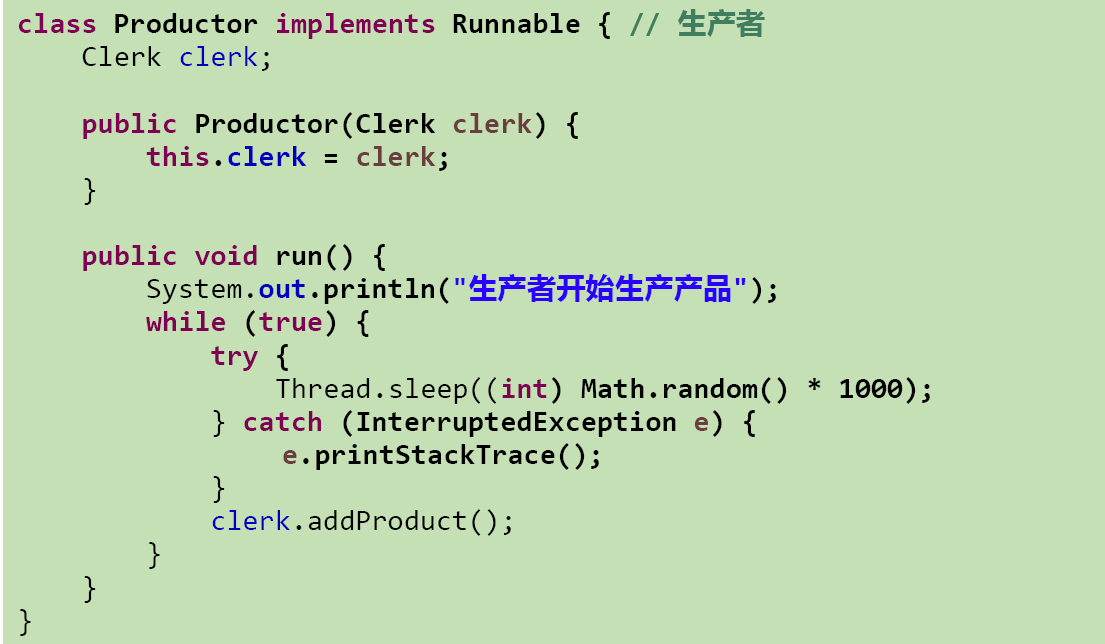 class Productor implements Runnable { // 生产者
    Clerk clerk;

    public Productor(Clerk clerk) {
        this.clerk = clerk;
    }

    public void run() {
        System.out.println("生产者开始生产产品");
        while (true) {
            try {
                Thread.sleep((int) Math.random() * 1000);
            } catch (InterruptedException e) {
                e.printStackTrace();
            }
            clerk.addProduct();
        }
    }
}